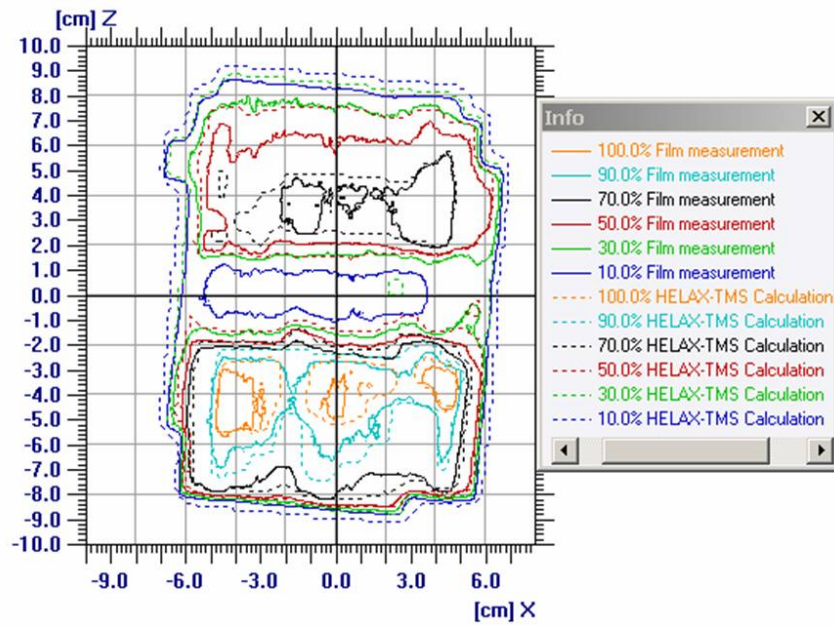 [cm] Z
10.0
9.0
8.0
7.0
6.0
5.0
4.0
3.0
2.0
1.0
0.0
-1.0
-2.0
-3.0
-4.0
-5.0
-6.0
-7.0
-8.0
-9.0
-10.0
-9.0 -6.0 -3.0 0.0 3.0 6.0
[cm] X
Info
100.0% Film measurement
90.0% Film measurement
70.0% Film measurement
50.0% Film measurement
30.0% Film measurement
10.0% Film measurement
100.0% HELAX-TMS Calculation
90.0% HELAX-TMS Calculation
70.0% HELAX-TMS Calculation
50.0% HELAX-TMS Calculation
30.0% HELAX-TMS Calculation
10.0% HELAX-TMS Calculation